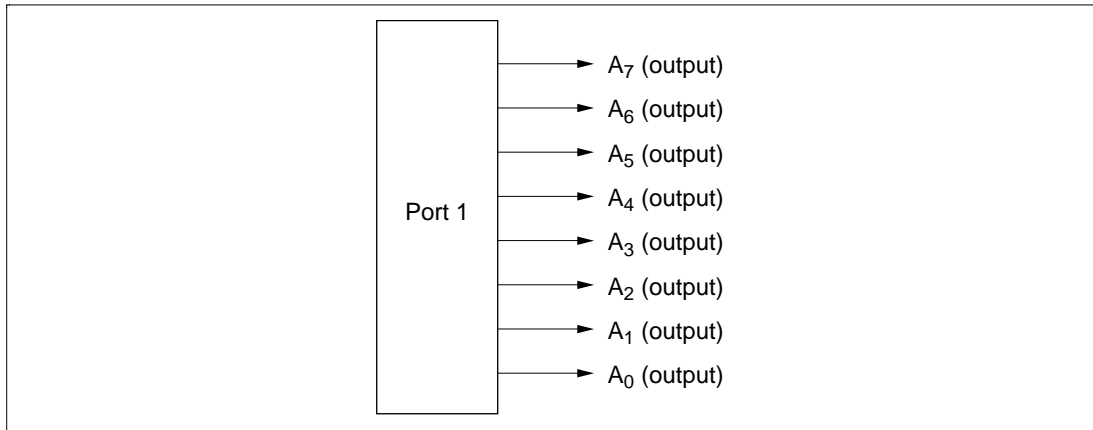 A7 (output)
A6 (output)
A5 (output)
A4 (output)
Port 1
A3 (output)
A2 (output)
A1 (output)
A0 (output)